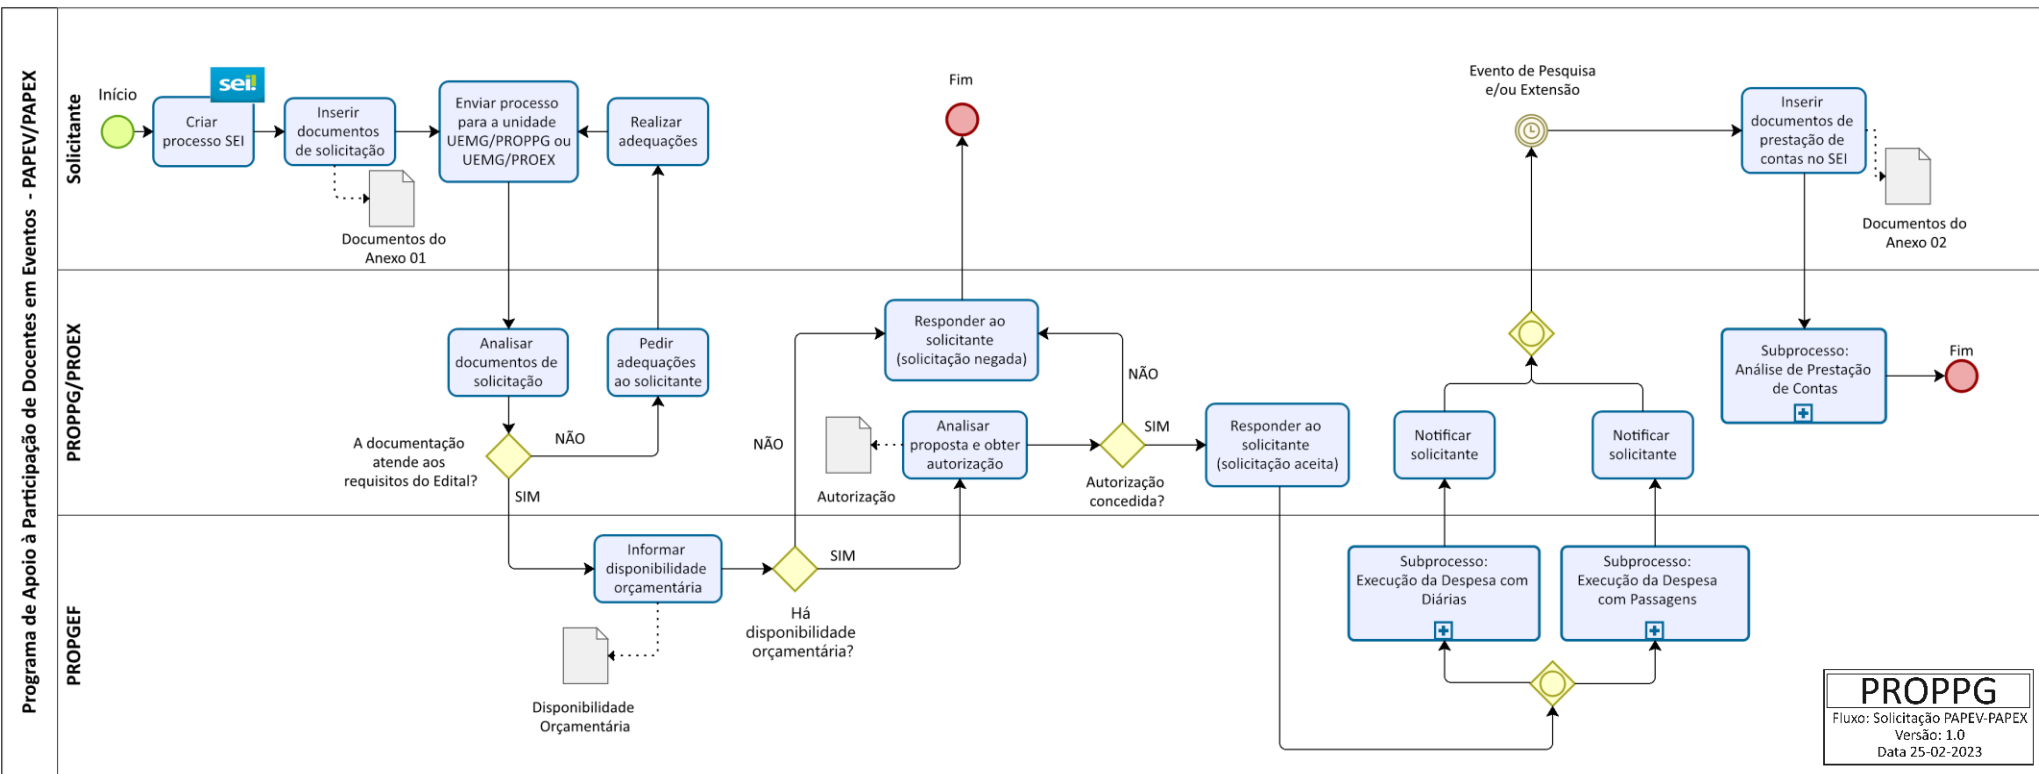 Programa de Apoio à Participação de Docentes em Eventos - PAPEV/PAPEX
Solicitante
Início
sei!
Criar
processo SEI
Inserir
documentos
de solicitação
Documentos do
Anexo 01
Enviar processo
para a unidade
UEMG/PROPPG ou
UEMG/PROEX
Realizar
adequações
Fim
Evento de Pesquisa
e/ou Extensão
Inserir
documentos de
prestação de
contas no SEI
Documentos do
Anexo 02
PROPPG/PROEX
Analisar
documentos de
solicitação
Pedir
adequações
ao solicitante
A documentação
atende aos
requisitos do Edital?
NÃO
SIM
Responder ao
solicitante
(solicitação negada)
NÃO
NÃO
Analisar
proposta e obter
autorização
Autorização
SIM
Autorização
concedida?
Responder ao
solicitante
(solicitação aceita)
Notificar
solicitante
Notificar
solicitante
Subprocesso:
Análise de Prestação
de Contas
Fim
PROPGEF
Informar
disponibilidade
orçamentária
SIM
Há
disponibilidade
orçamentária?
Disponibilidade
Orçamentária
Subprocesso:
Execução da Despesa com
Diárias
Subprocesso:
Execução da Despesa
com Passagens
PROPPG
Fluxo: Solicitação PAPEV-PAPEX
Versão: 1.0
Data 25-02-2023